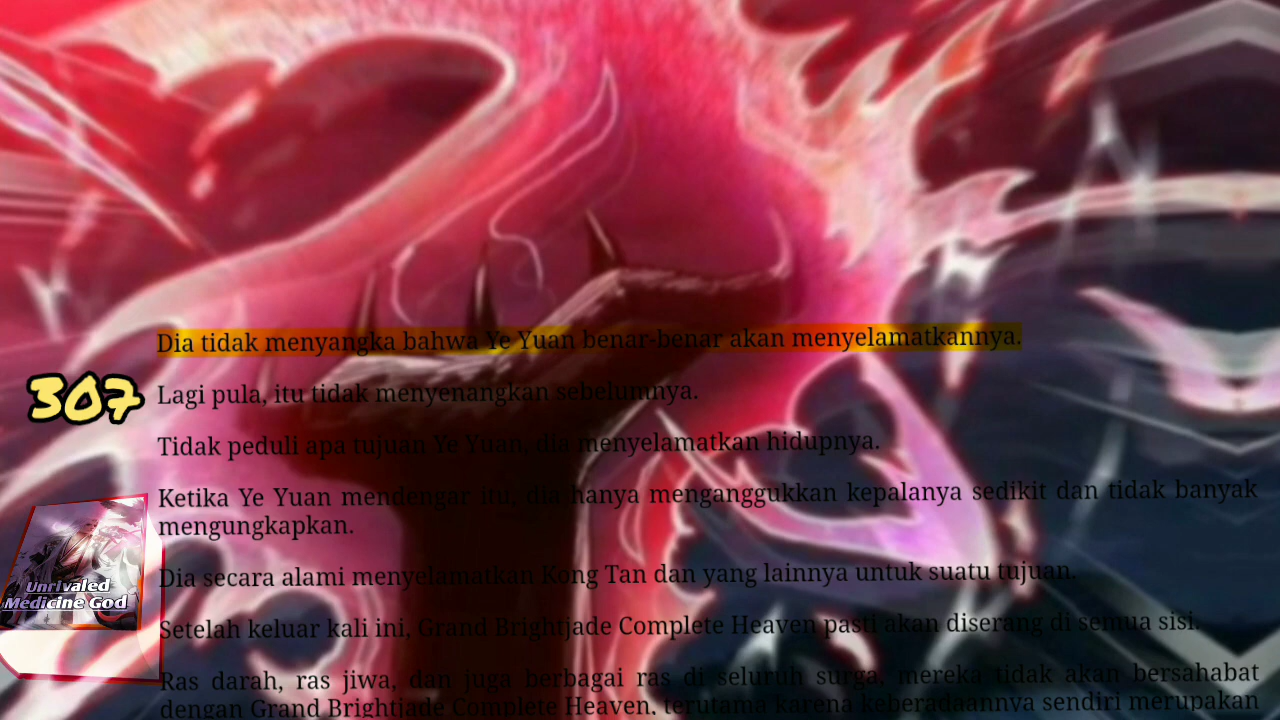 Dia tidak menyangka bahwa Ye Yuan benar-benar akan menyelamatkannya.
307
Lagi pula, itu tidak menyenangkan sebelumnya.
Tidak peduli apa tujuan Ye Yuan, dia menyelamatkan hidupnya.
Ketika Ye Yuan mendengar itu, dia hanya menganggukkan kepalanya sedikit dan tidak banyak
mengungkapkan.
Unrivaled
Medicine God
Dia secara alami menyelamatkan Kong Tan dan yang lainnya untuk suatu tujuan.
Setelah keluar kali ini, Grand Brightjade Complete Heaven pasti akan diserang di semua sisi.
Ras darah, ras jiwa, dan juga berbagai ras di seluruh surga, mereka tidak akan bersahabat
dengan Grand Brightjade Complete Heaven, terutama karena keberadaannya sendiri merupakan